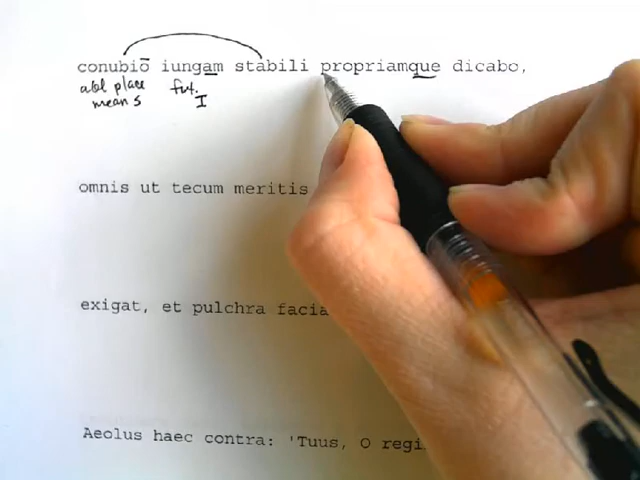 conubiō iungam stabili propriamque dicabo,
abl place fut.
means I
omnis ut tecum meritis
exigat, et pulchra facia
Aeolus haec contra: 'Tuus, O regi